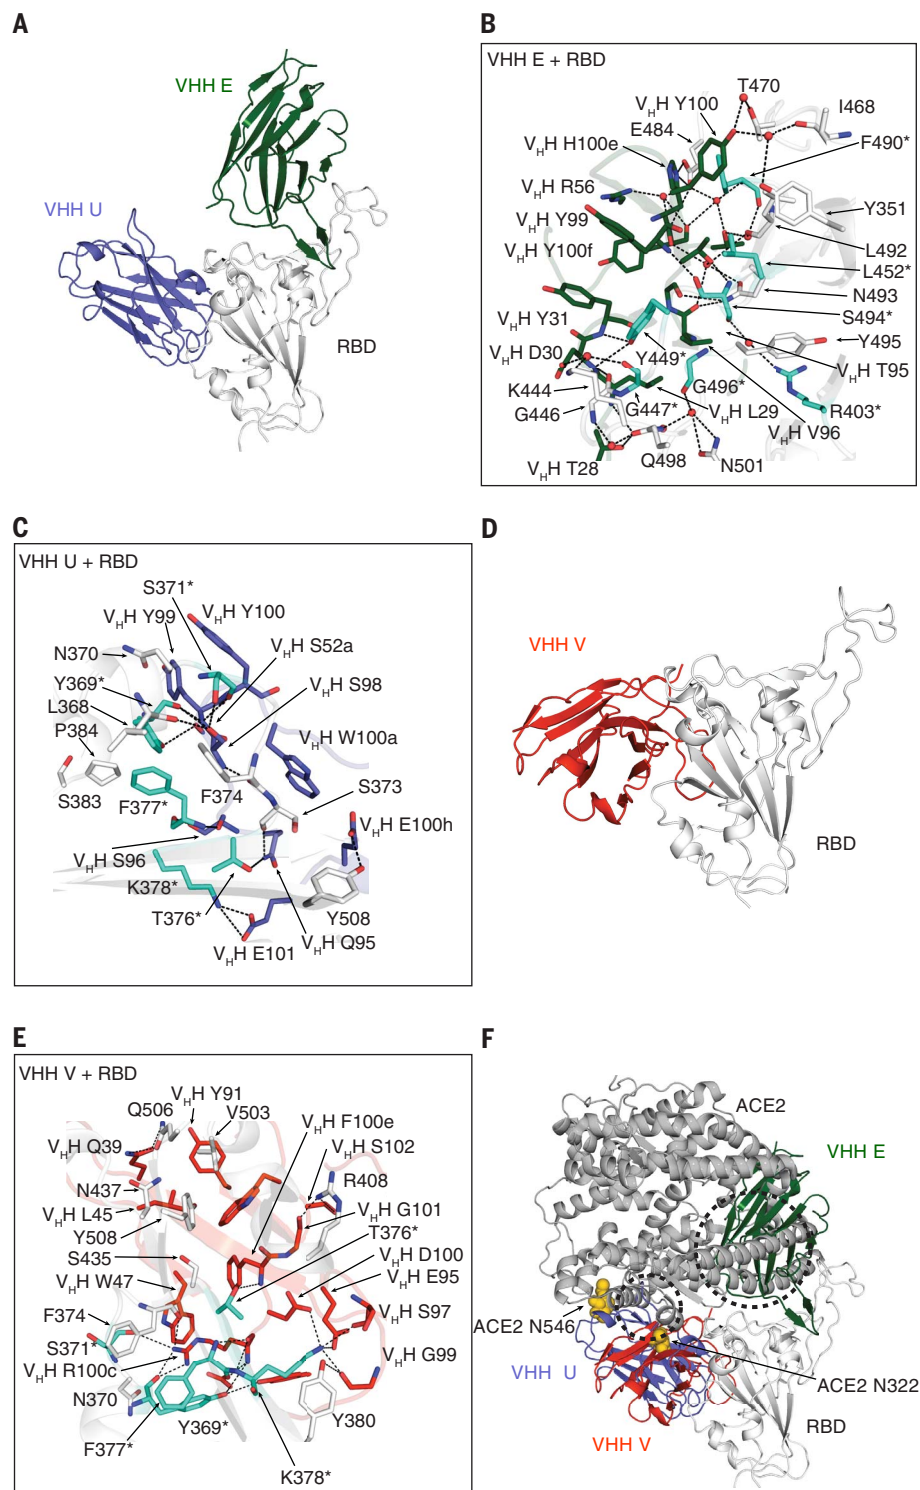 A
VHH E
VHH U
RBD
B
VHH E + RBD
T470
VHH Y100
I468
E484
VHH H100e
F490*
VHH R56
VHH Y99
Y351
VHH Y100f
L492
L452*
N493
VHH Y31
S494*
VHH D30
Y449*
Y495
K444
G496*
VHH T95
G446
G447*
VHH L29
R403*
VHH V96
VHH T28
Q498
N501
C
VHH U + RBD
S371*
VHH Y99
VHH Y100
N370
VHH S52a
Y369*
VHH S98
L368
P384
VHH W100a
S383
F377*
F374
S373
VHH E100h
VHH S96
K378*
T376*
Y508
VHH E101
VHH Q95
D
VHH V
RBD
E
VHH V + RBD
VHH Y91
Q506
V503
VHH F100e
VHH Q39
VHH S102
R408
N437
VHH G101
VHH L45
T376*
Y508
VHH D100
S435
VHH E95
VHH W47
VHH S97
F374
S371*
VHH G99
VHH R100c
N370
Y369*
Y380
F377*
K378*
F
ACE2
VHH E
ACE2 N546
VHH U
ACE2 N322
RBD
VHH V